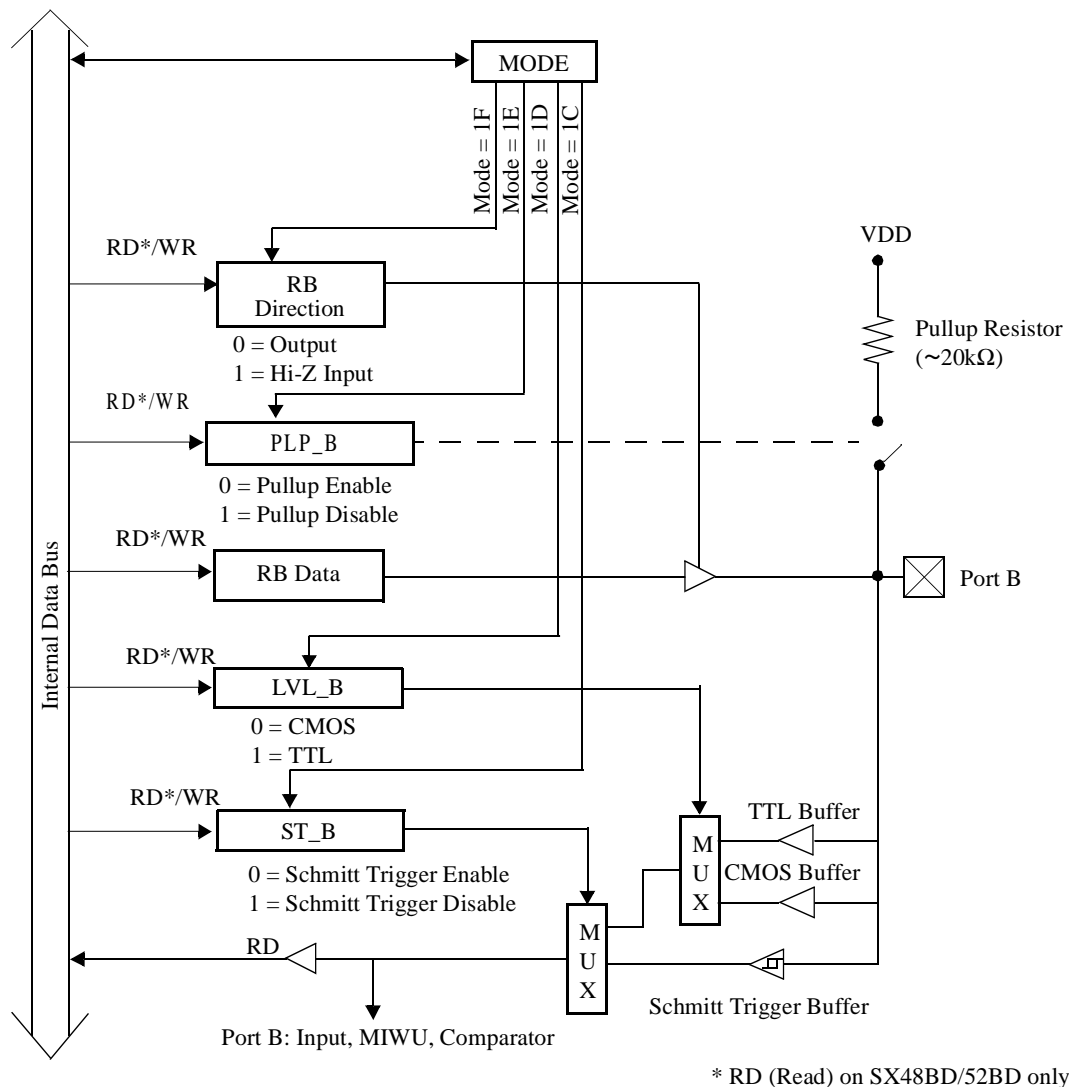 MODE
Mode = 1F
Mode = 1E
Mode = 1D
Mode = 1C
RD*/WR
RB
Direction
0 = Output
1 = Hi-Z Input
VDD
Pullup Resistor
(~20kΩ)
RD*/WR
PLP_B
0 = Pullup Enable
1 = Pullup Disable
RD*/WR
RB Data
Port B
Internal Data Bus
RD*/WR
LVL_B
0 = CMOS
1 = TTL
RD*/WR
ST_B
0 = Schmitt Trigger Enable
1 = Schmitt Trigger Disable
TTL Buffer
M
U
X
CMOS Buffer
M
U
X
RD
Schmitt Trigger Buffer
Port B: Input, MIWU, Comparator
* RD (Read) on SX48BD/52BD only